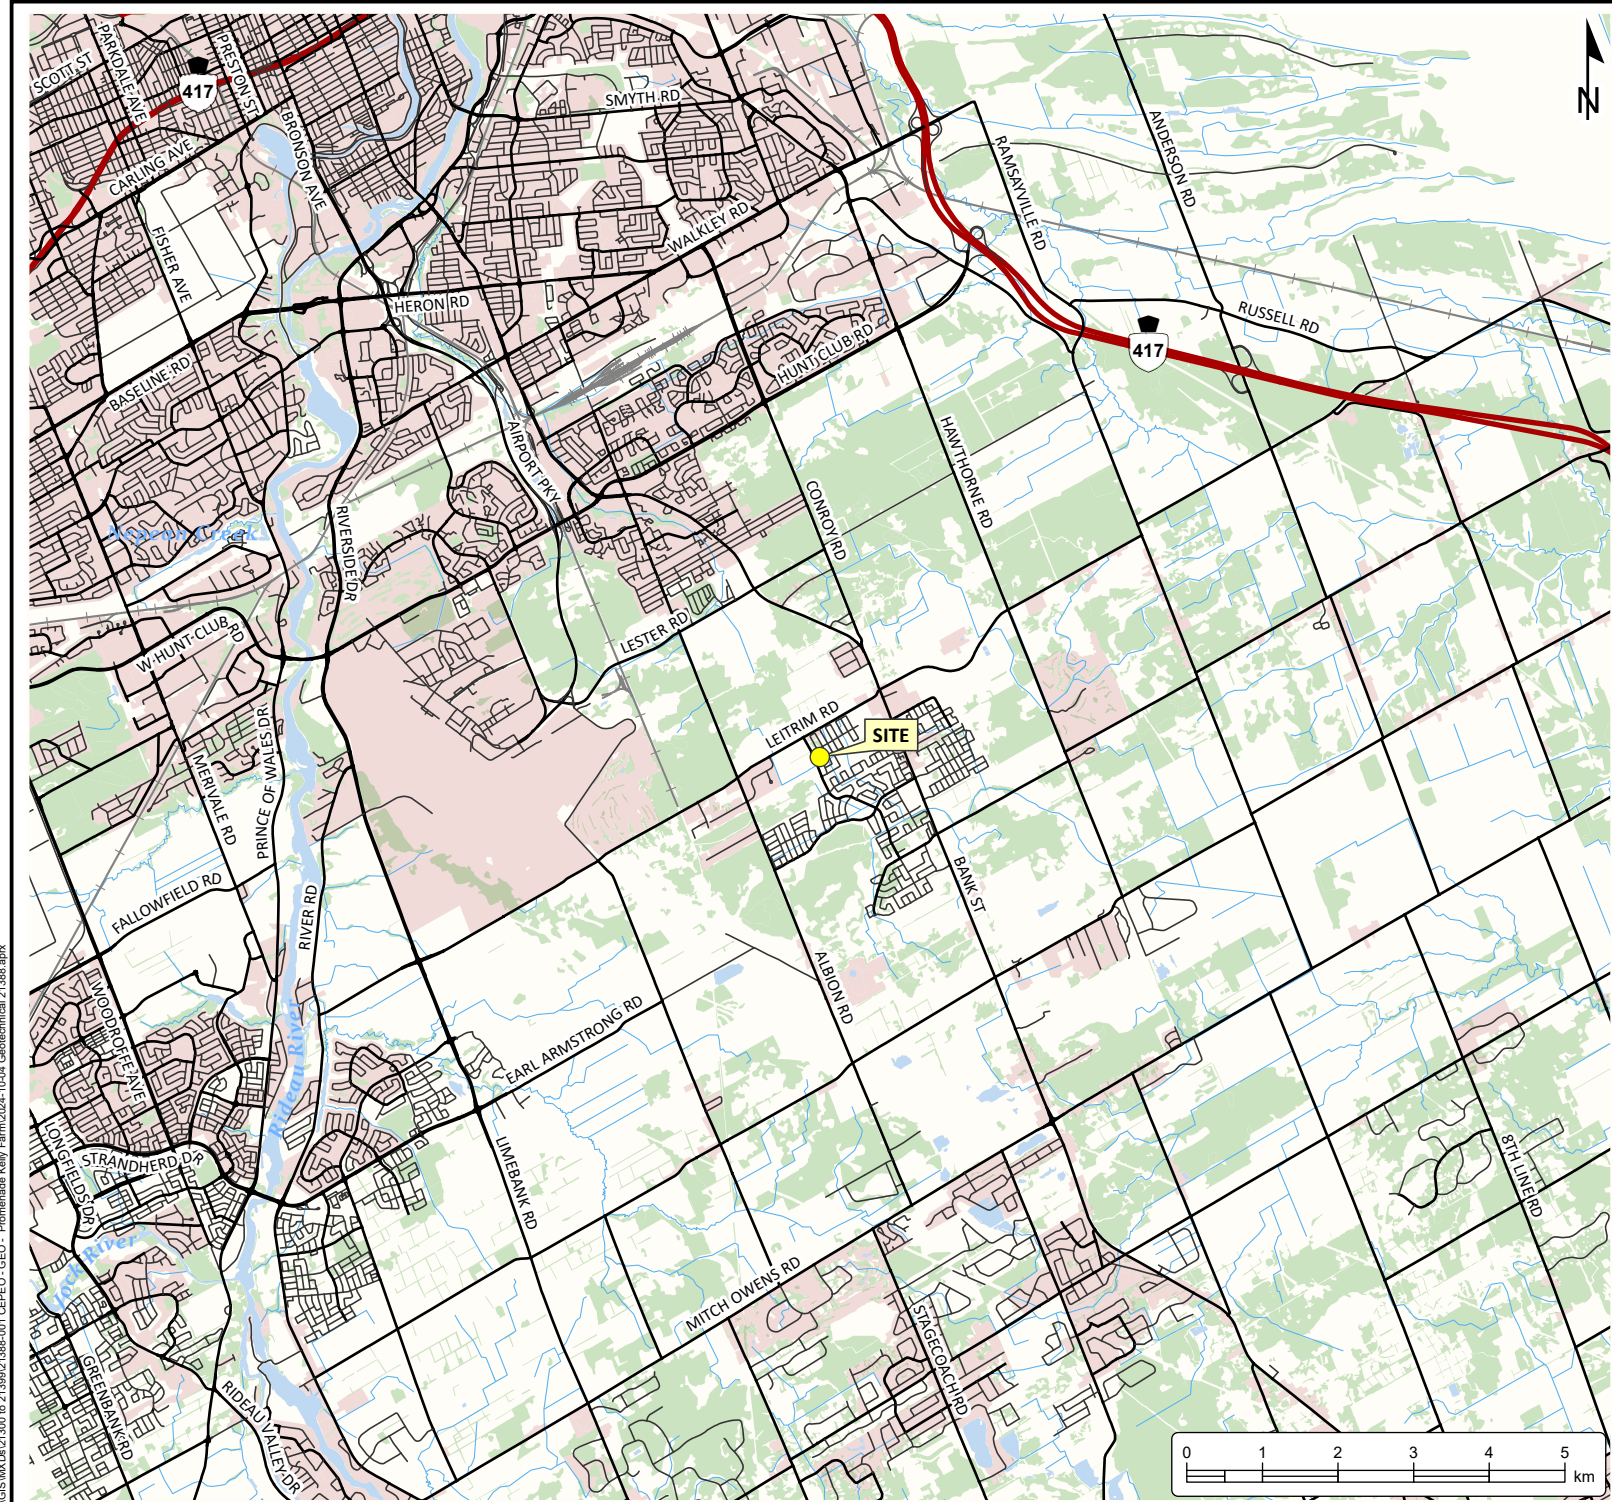 SCOTT ST
PARKDALE AVE
PRESTON ST
417
BRONSON AVE
CARLING AVE
SMYTH RD
FISHER AVE
WALKLEY RD
RAMSAYVILLE RD
ANDERSON RD
N
HERON RD
RUSSELL RD
417
BASELINE RD
HUNT CLUB RD
AIRPORT PKY
HAWTHORNE RD
CONROY RD
Nepean Creek
RIVERSIDE DR
W HUNT CLUB RD
LESTER RD
LEITRIM RD
SITE
MERIVALE RD
PRINCE OF WALES DR
FALLOWFIELD RD
RIVER RD
BANK ST
ALBION RD
WOODROFFE AVE
EARL ARMSTRONG RD
Rideau River
LONGFIELDS DR
STRANDHERD DR
LIMEBANK RD
8TH LINE RD
Jock River
MITCH OWENS RD
STAGECOACH RD
GREENBANK RD
RIDEAU VALLEY DR
0 1 2 3 4 5
km